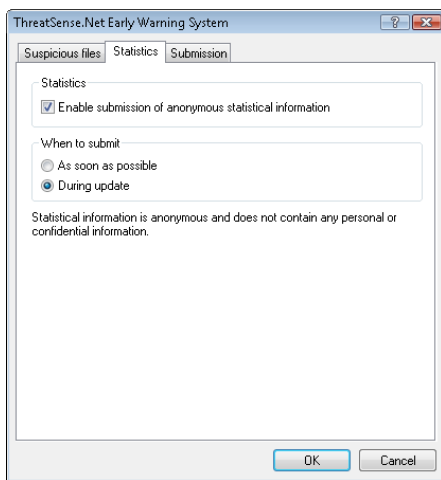 ThreatSense.Net Early Warning System
Suspicious files Statistics Submission
Statistics
Enable submission of anonymous statistical information
When to submit
As soon as possible
During update
Statistical information is anonymous and does not contain any personal or
confidential information.
OK Cancel